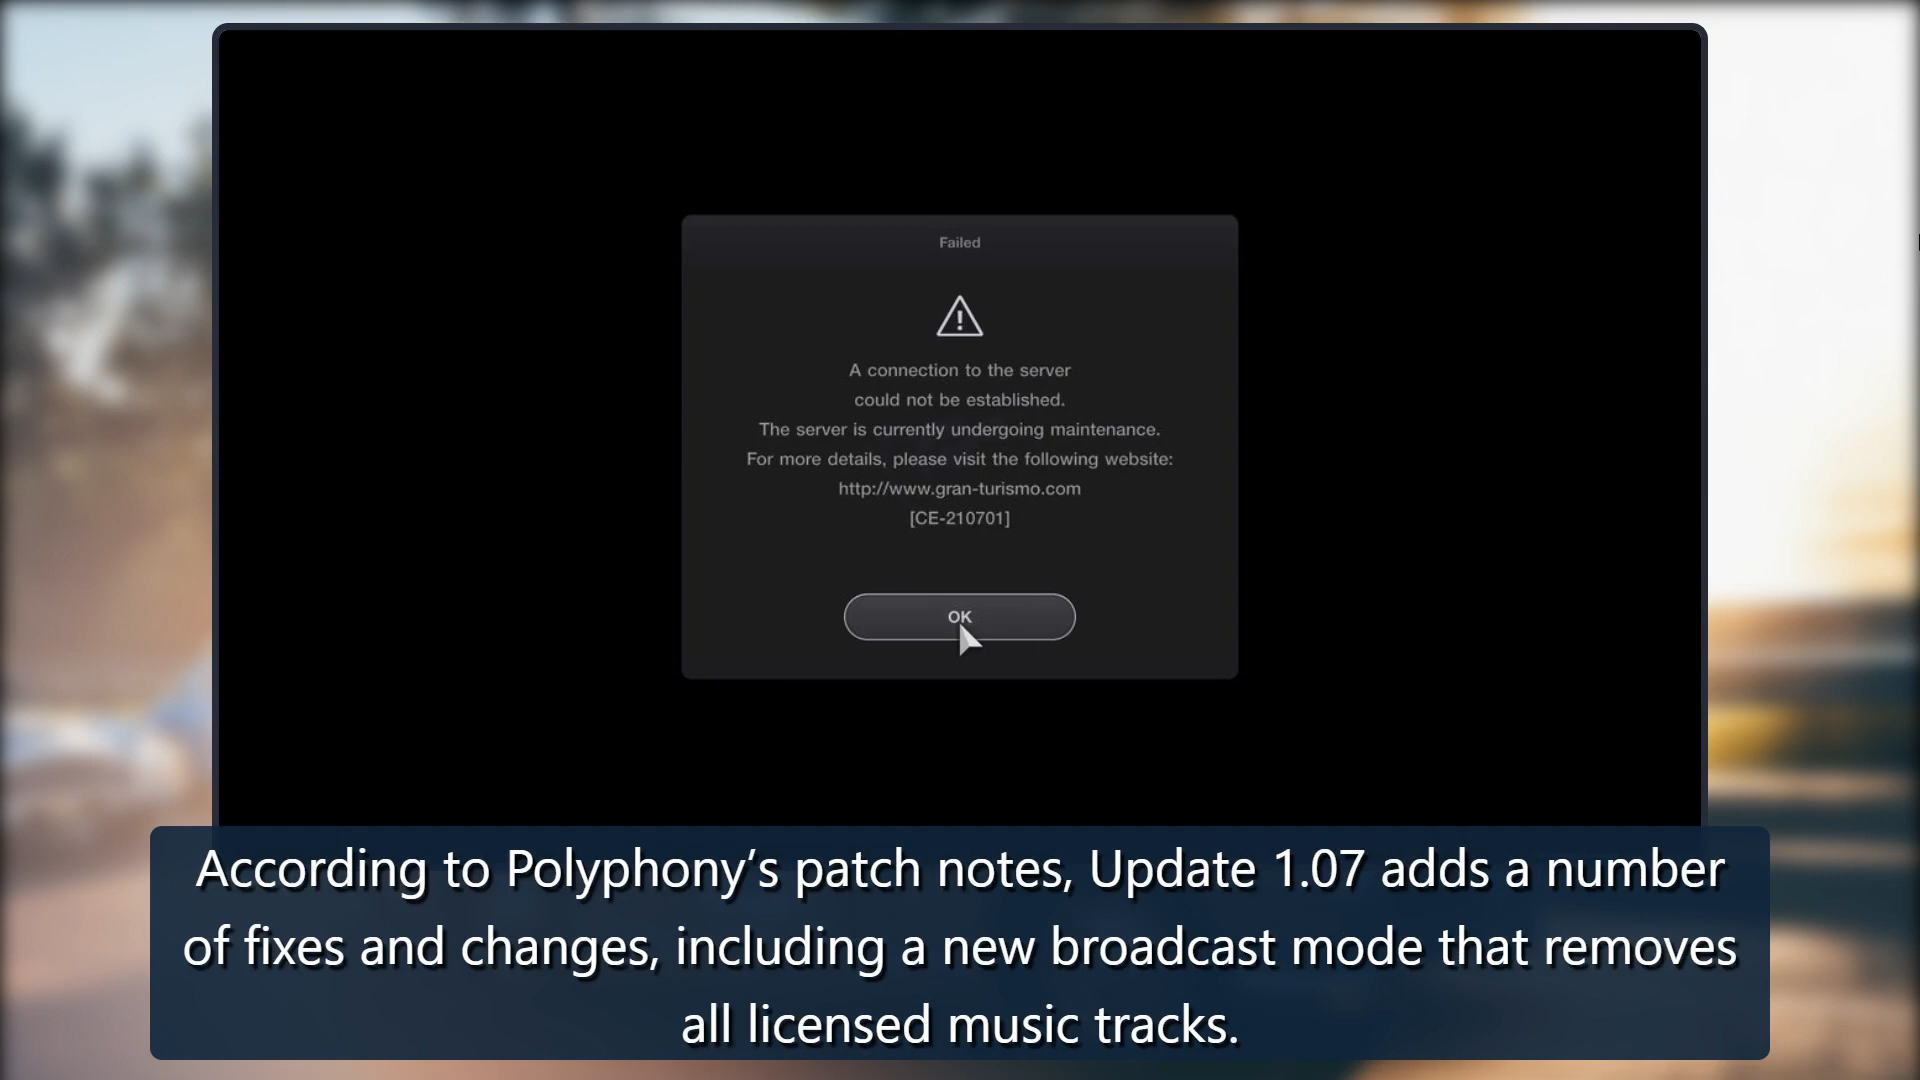 Failed
A connection to the server
could not be established.
The server is currently undergoing maintenance.
For more details, please visit the following website:
http://www.gran-turismo.com
[CE-210701]
OK
According to Polyphony’s patch notes, Update 1.07 adds a number
of fixes and changes, including a new broadcast mode that removes
all licensed music tracks.